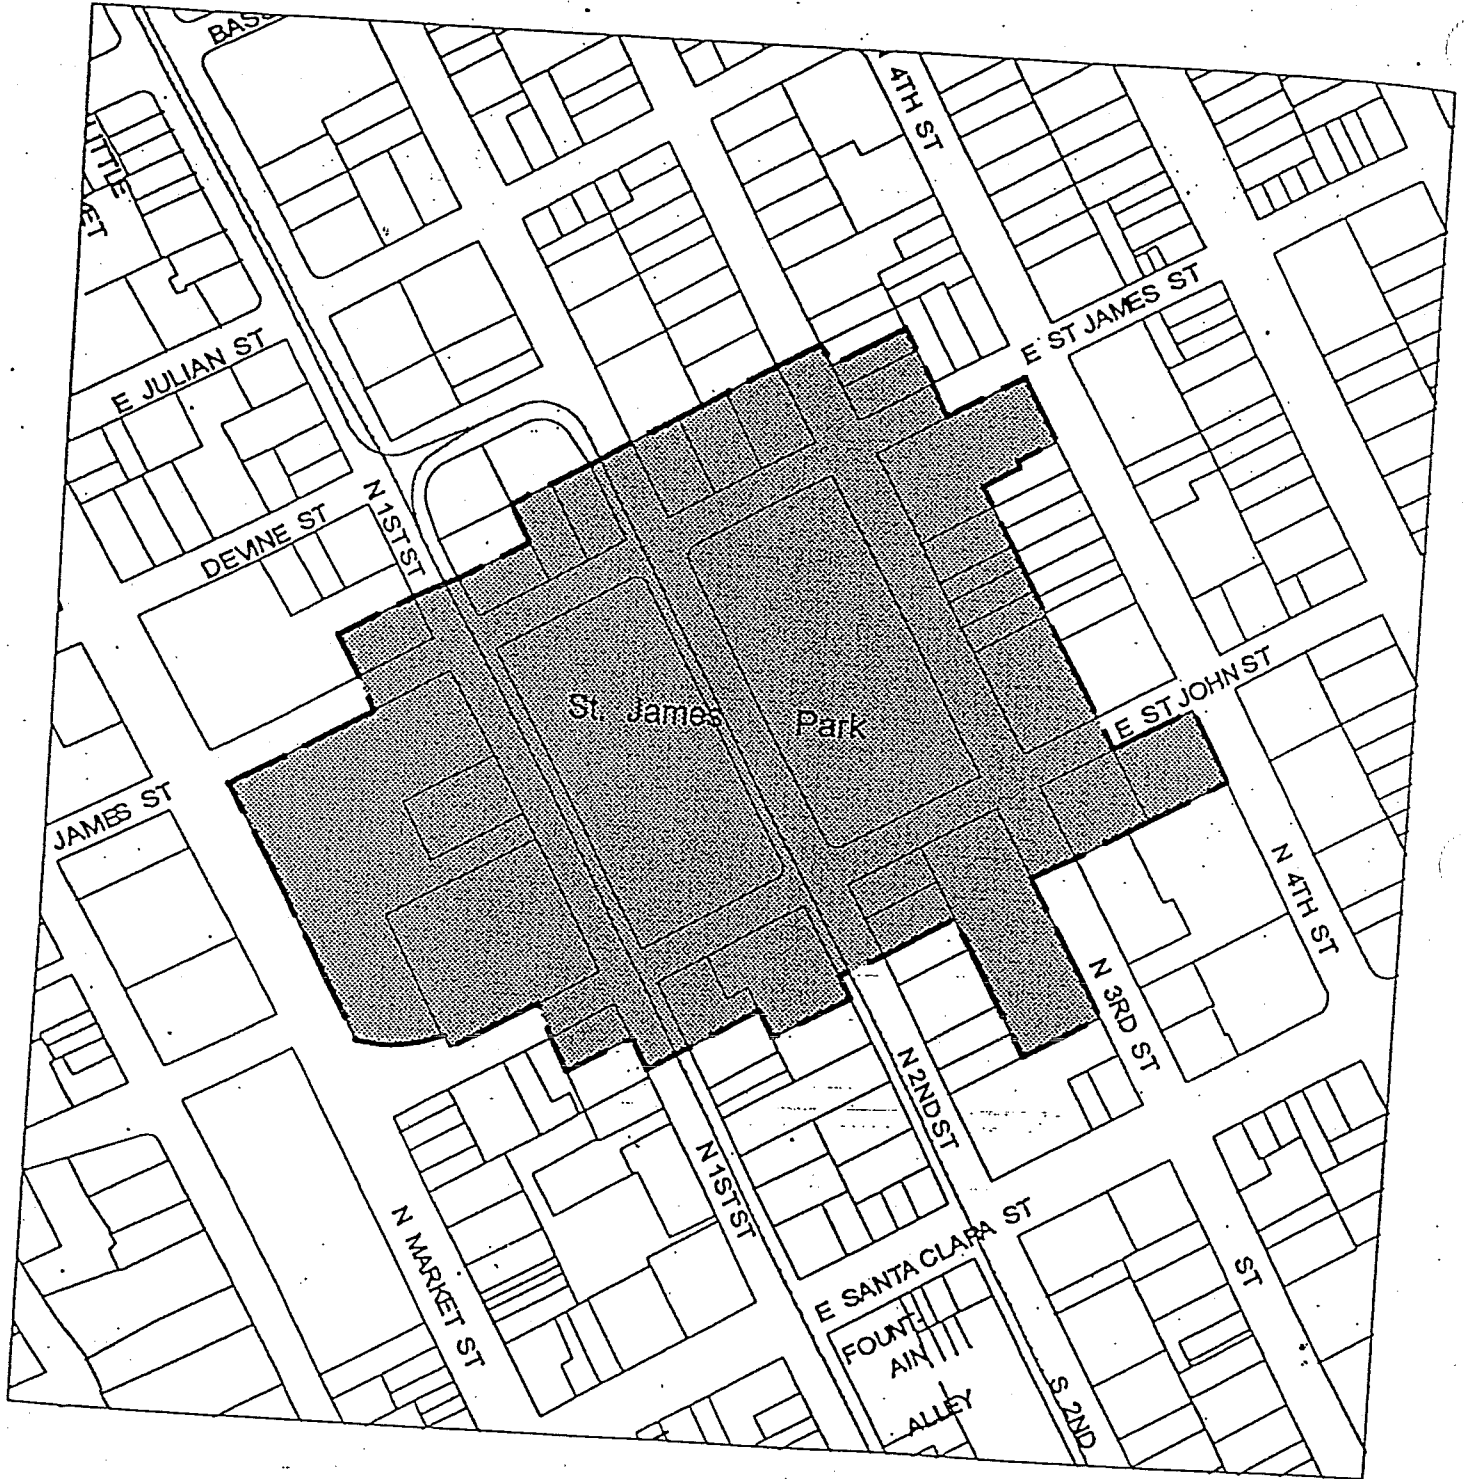 BASS
4TH ST
LITTLE
KET
E ST JAMES ST
E JULIAN ST
N 1ST ST
DEVINE ST
E ST JOHN ST
St. James Park
JAMES ST
N 4TH ST
N 3RD ST
N 2ND ST
N 1ST ST
N MARKET ST
E SANTA CLARA ST
ST
FOUNT-
AIN
ALLEY
S 2ND